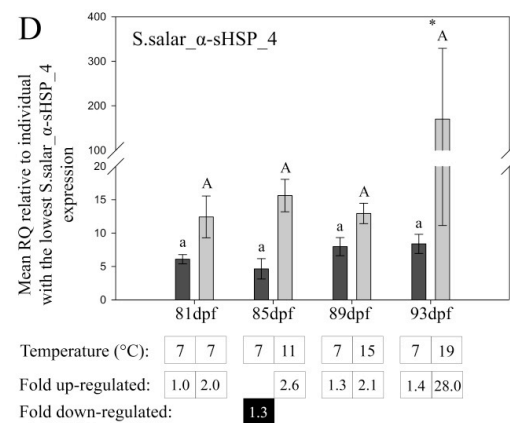 D
S.salar_α-sHSP_4
Mean RQ relative to individual
with the lowest S.salar_α-sHSP_4
expression
400
300
200
100
20
15
10
5
0
a A
a A
a A
a * A
81dpf 85dpf 89dpf 93dpf
Temperature (°C): 7 7 7 11 7 15 7 19
Fold up-regulated: 1.0 2.0 2.6 1.3 2.1 1.4 28.0
Fold down-regulated: 1.3